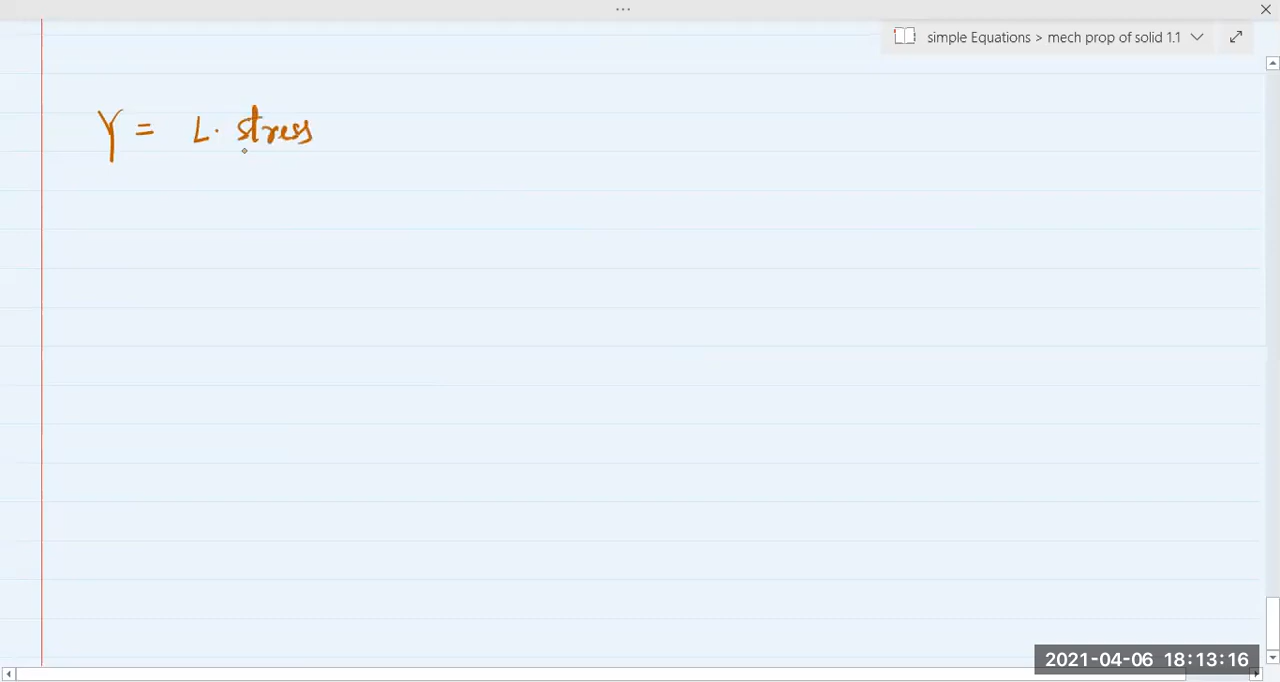 ...
simple Equations > mech prop of solid 1.1
Y = L. stress
2021-04-06 18:13:16